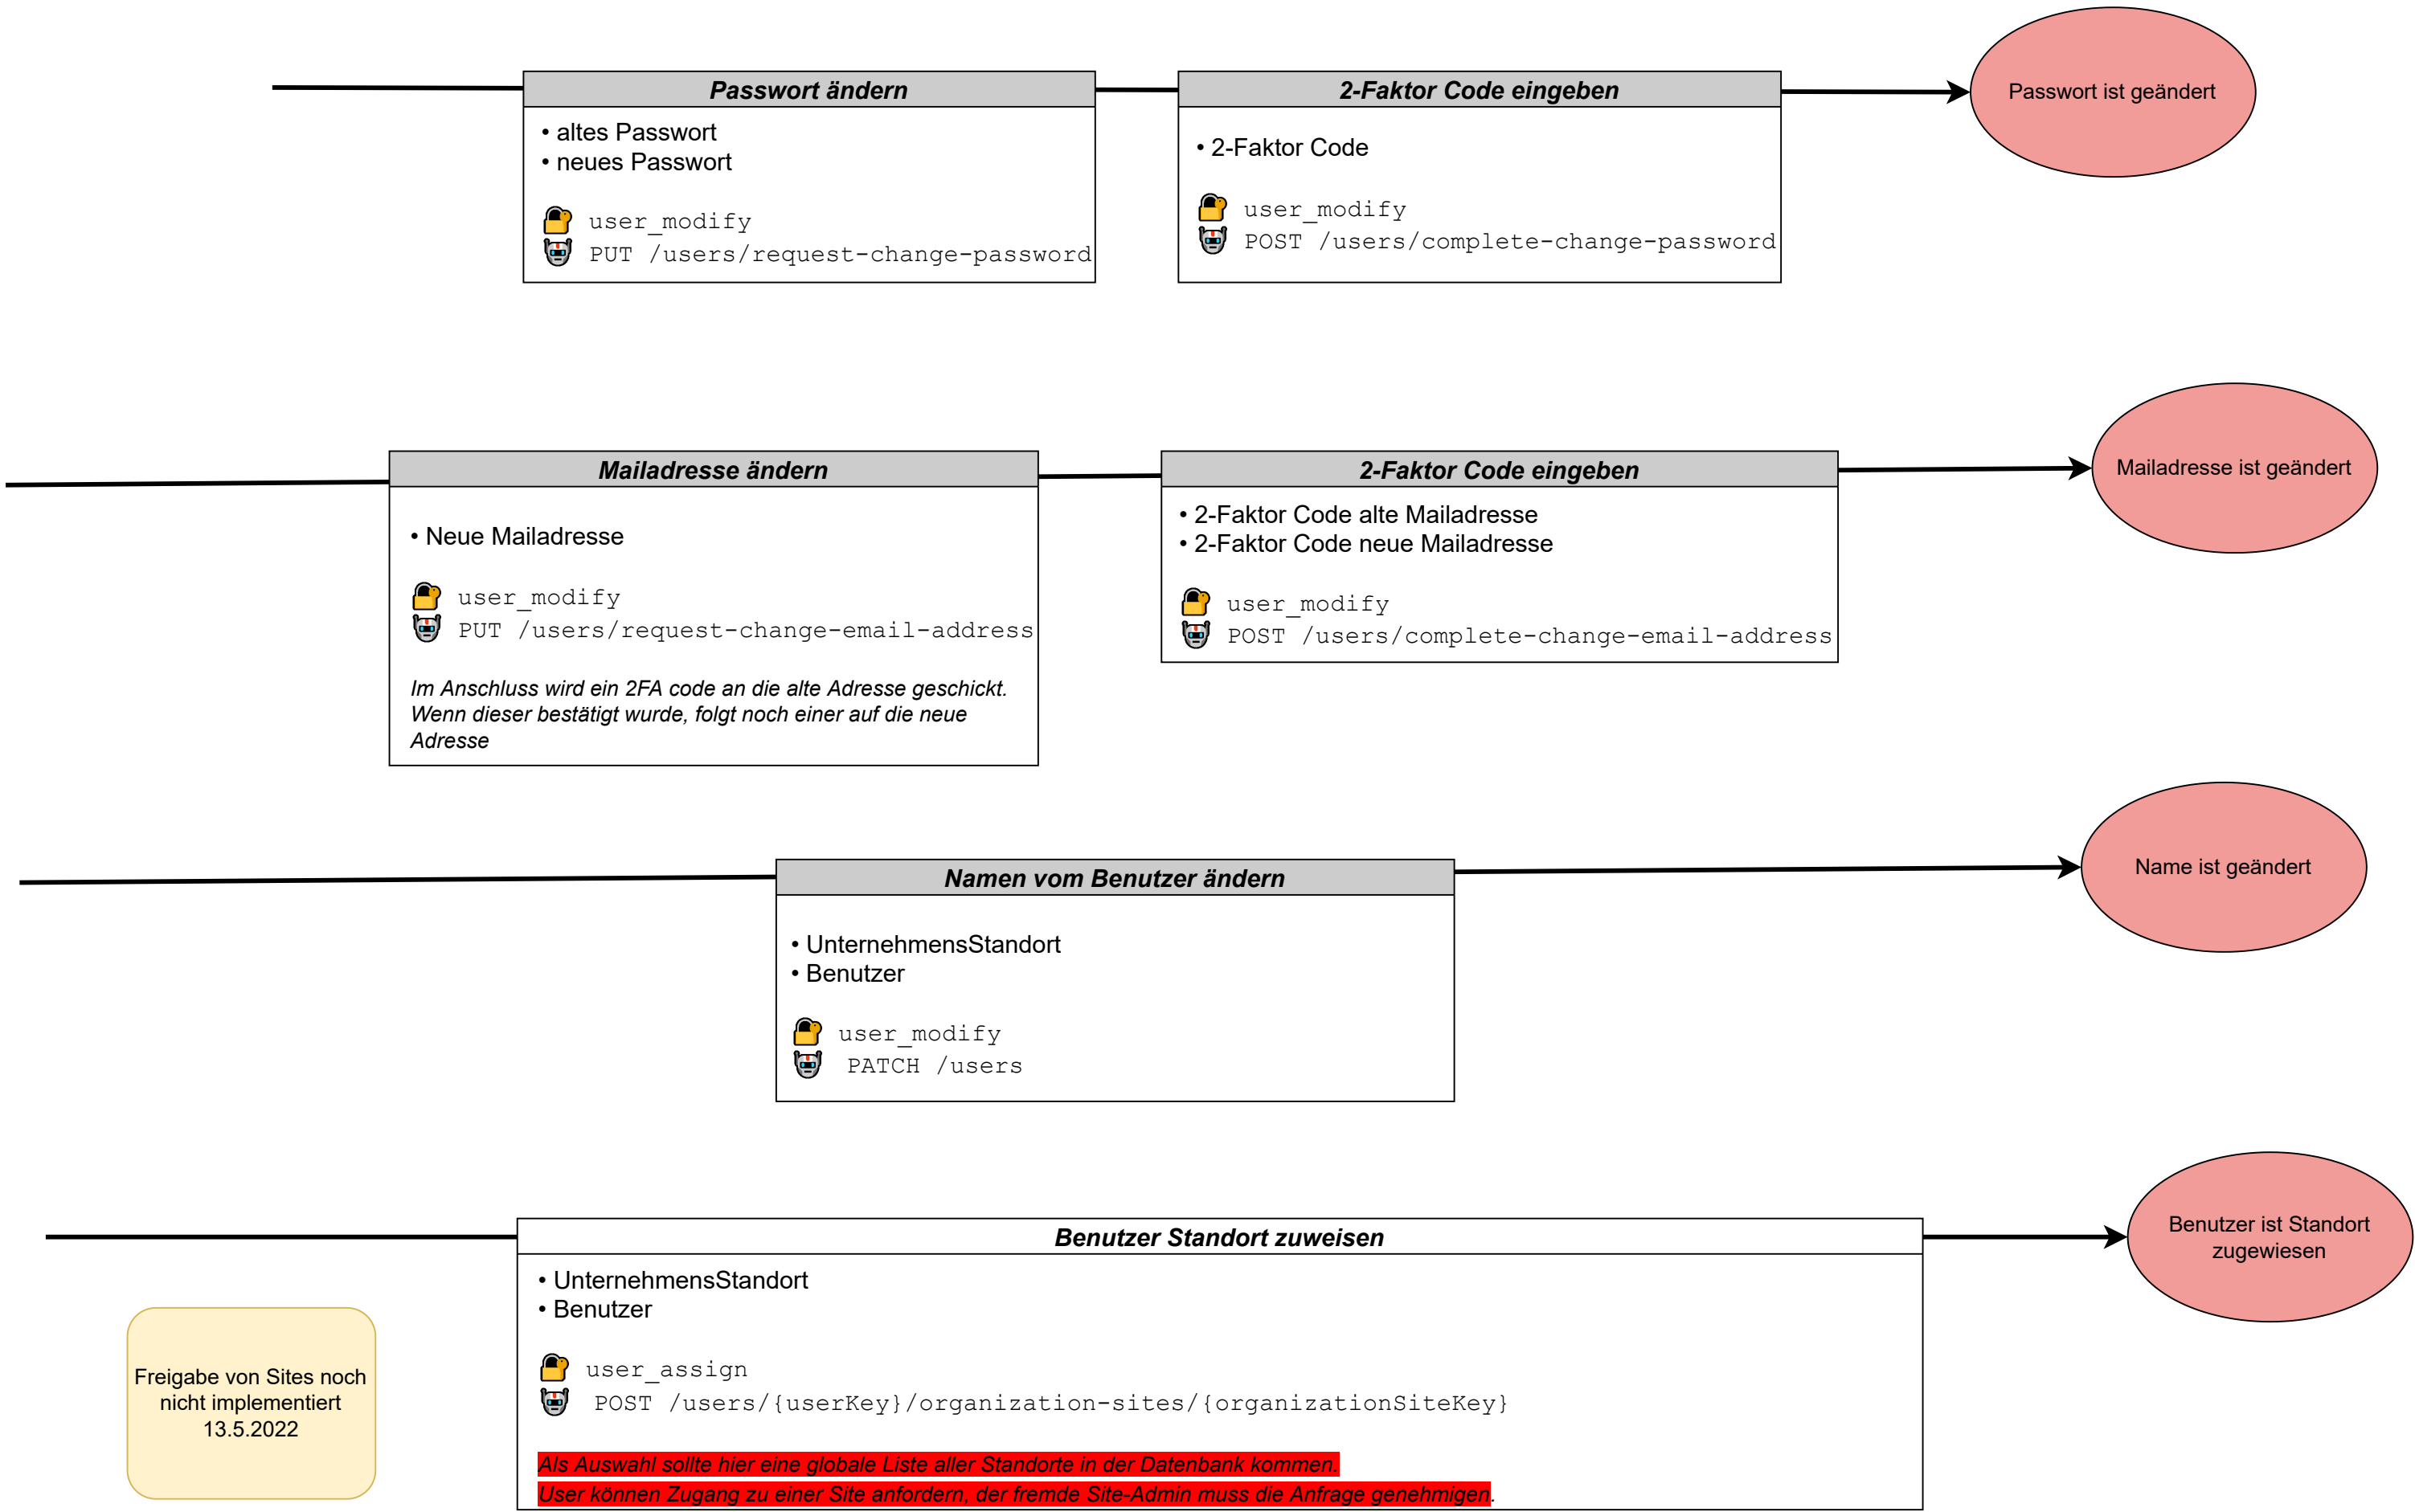 Passwort ändern
• altes Passwort
• neues Passwort
user_modify
PUT /users/request-change-password
2-Faktor Code eingeben
• 2-Faktor Code
user_modify
POST /users/complete-change-password
Passwort ist geändert
Mailadresse ändern
• Neue Mailadresse
user_modify
PUT /users/request-change-email-address
Im Anschluss wird ein 2FA code an die alte Adresse geschickt.
Wenn dieser bestätigt wurde, folgt noch einer auf die neue
Adresse
2-Faktor Code eingeben
• 2-Faktor Code alte Mailadresse
• 2-Faktor Code neue Mailadresse
user_modify
POST /users/complete-change-email-address
Mailadresse ist geändert
Namen vom Benutzer ändern
• UnternehmensStandort
• Benutzer
user_modify
PATCH /users
Name ist geändert
Benutzer Standort zuweisen
• UnternehmensStandort
• Benutzer
user_assign
POST /users/{userKey}/organization-sites/{organizationSiteKey}
Als Auswahl sollte hier eine globale Liste aller Standorte in der Datenbank kommen.
User können Zugang zu einer Site anfordern, der fremde Site-Admin muss die Anfrage genehmigen.
Benutzer ist Standort
zugewiesen
Freigabe von Sites noch
nicht implementiert
13.5.2022